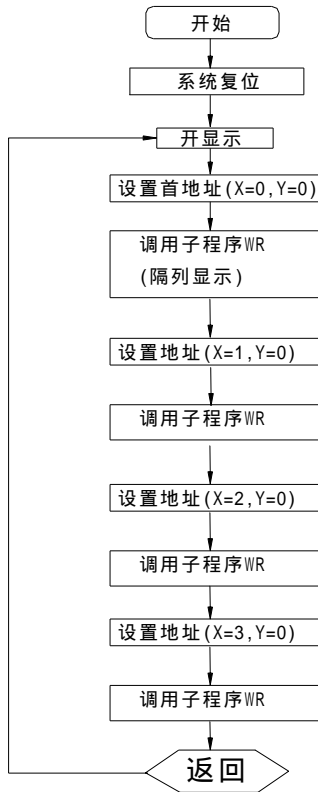 开始
系统复位
开显示
设置首地址(X=0,Y=0)
调用子程序WR
(隔列显示)
设置地址(X=1,Y=0)
调用子程序WR
设置地址(X=2,Y=0)
调用子程序WR
设置地址(X=3,Y=0)
调用子程序WR
返回